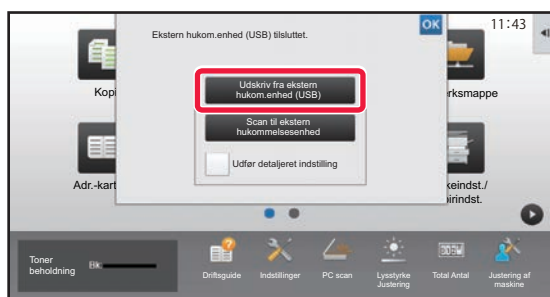 Ekstern hukom.enhed (USB) tilsluttet.
OK
11:43
Udskriv fra ekstern
hukom.enhed (USB)
Kopi
rksmappe
Scan til ekstern
hukommelsesenhed
Udfør detaljeret indstilling
Adr.-kart
keindst./
pirindst.
Toner
beholdning
Bk:
Driftsguide
Indstillinger
PC scan
Lysstyrke
Justering
Total Antal
Justering af
maskine